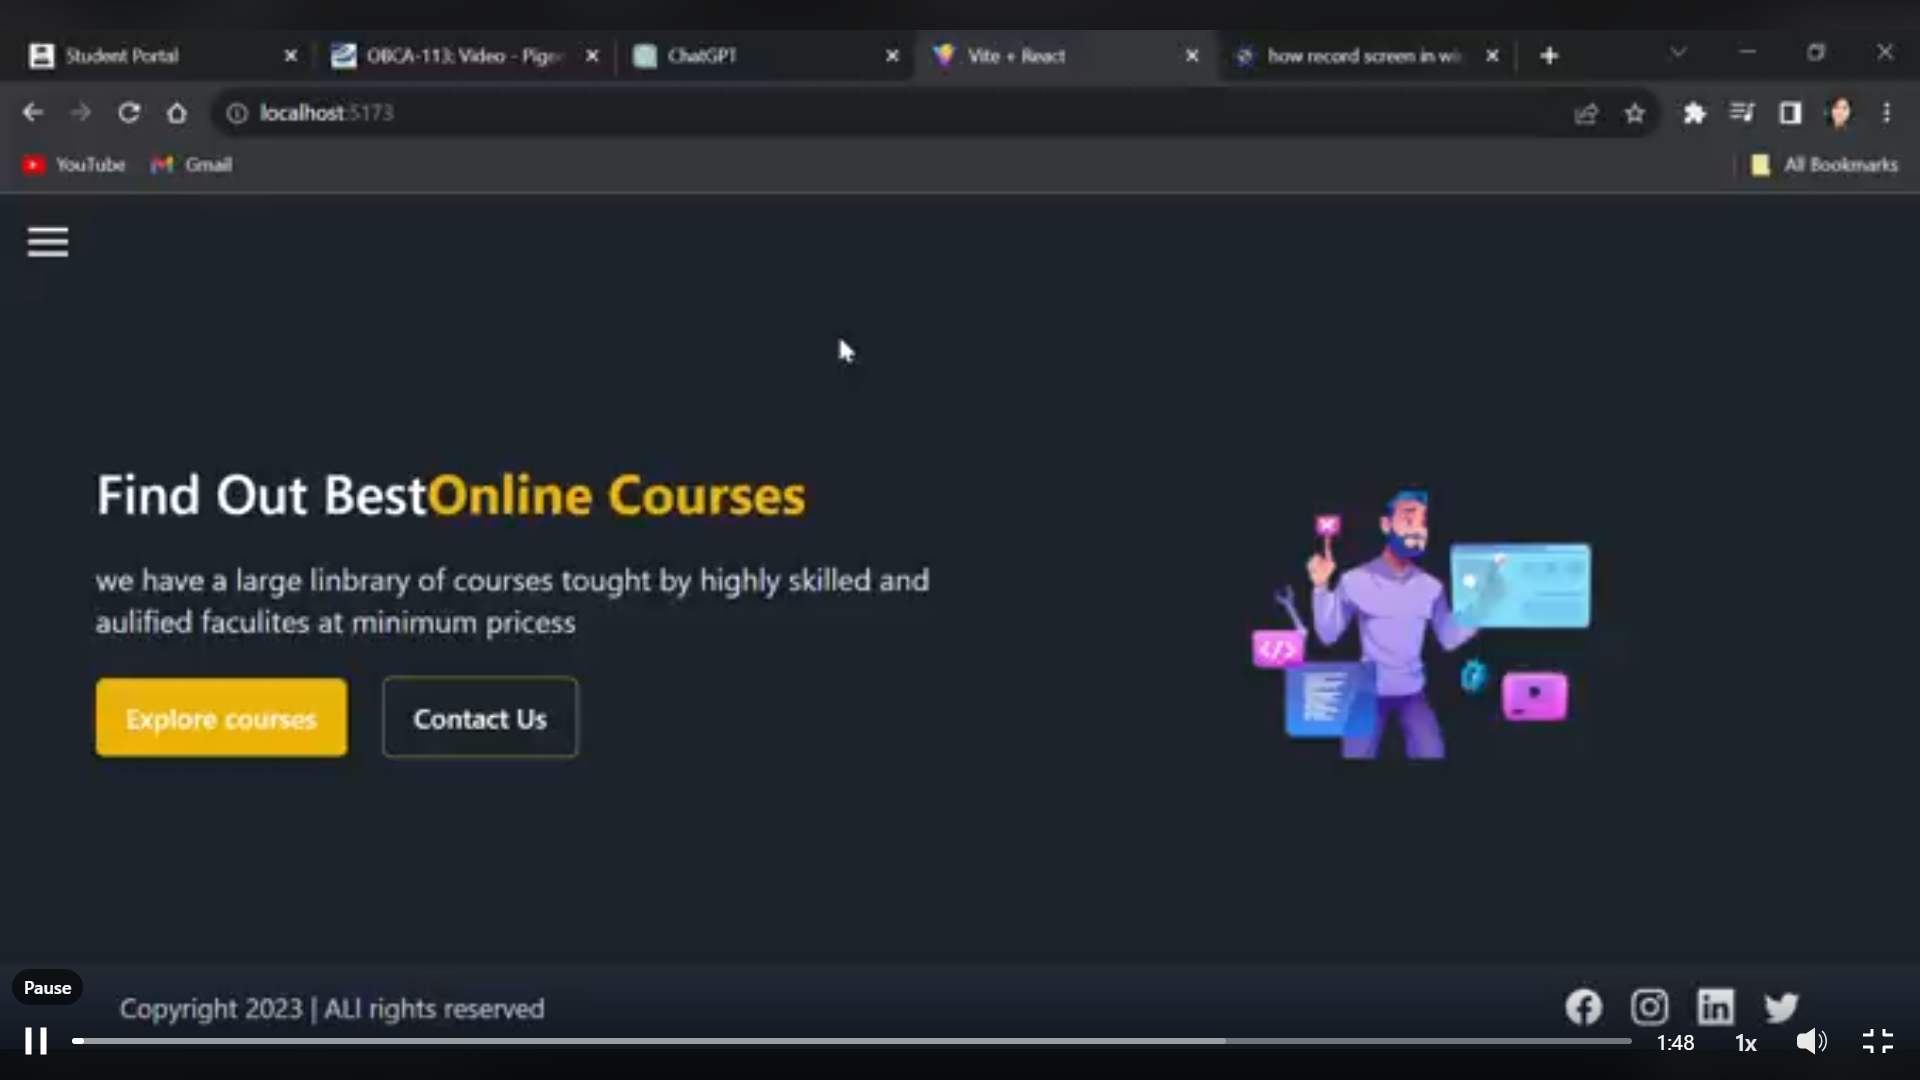 Student Portal
OBCA-113: Video - Pige
ChatGPT
Vite + React
how record screen in wi
localhost:5173
YouTube
Gmail
All Bookmarks
Find Out BestOnline Courses
we have a large linbrary of courses tought by highly skilled and
aulified faculites at minimum pricess
Explore courses
Contact Us
Pause
Copyright 2023 | ALl rights reserved
1:48
1x